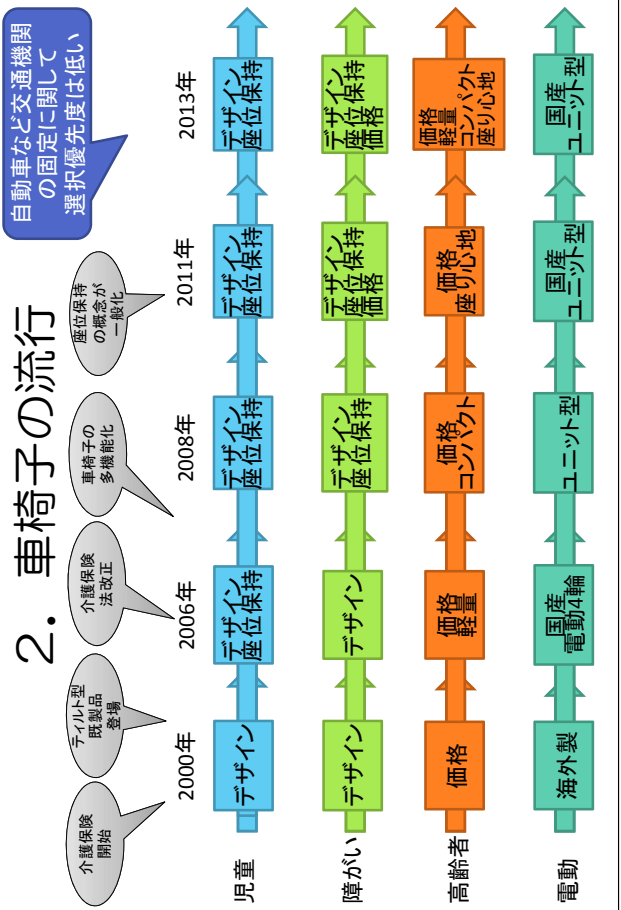 ２．車椅子の流行
自動車など交通機関
の固定に関して
選択優先度は低い
介護保険
開始
ティルト型
既製品
登場
介護保険
法改正
車椅子の
多機能化
座位保持
の概念が
一般化
2000年
2006年
2008年
2011年
2013年
児童
デザイン
デザイン
座位保持
デザイン
座位保持
デザイン
座位保持
デザイン
座位保持
障がい
デザイン
デザイン
デザイン
座位保持
デザイン
座位保持
価格
デザイン
座位保持
価格
高齢者
価格
価格
軽量
価格
コンパクト
価格
座り心地
価格
軽量
コンパクト
座り心地
電動
海外製
国産
電動4輪
ユニット型
国産
ユニット型
国産
ユニット型